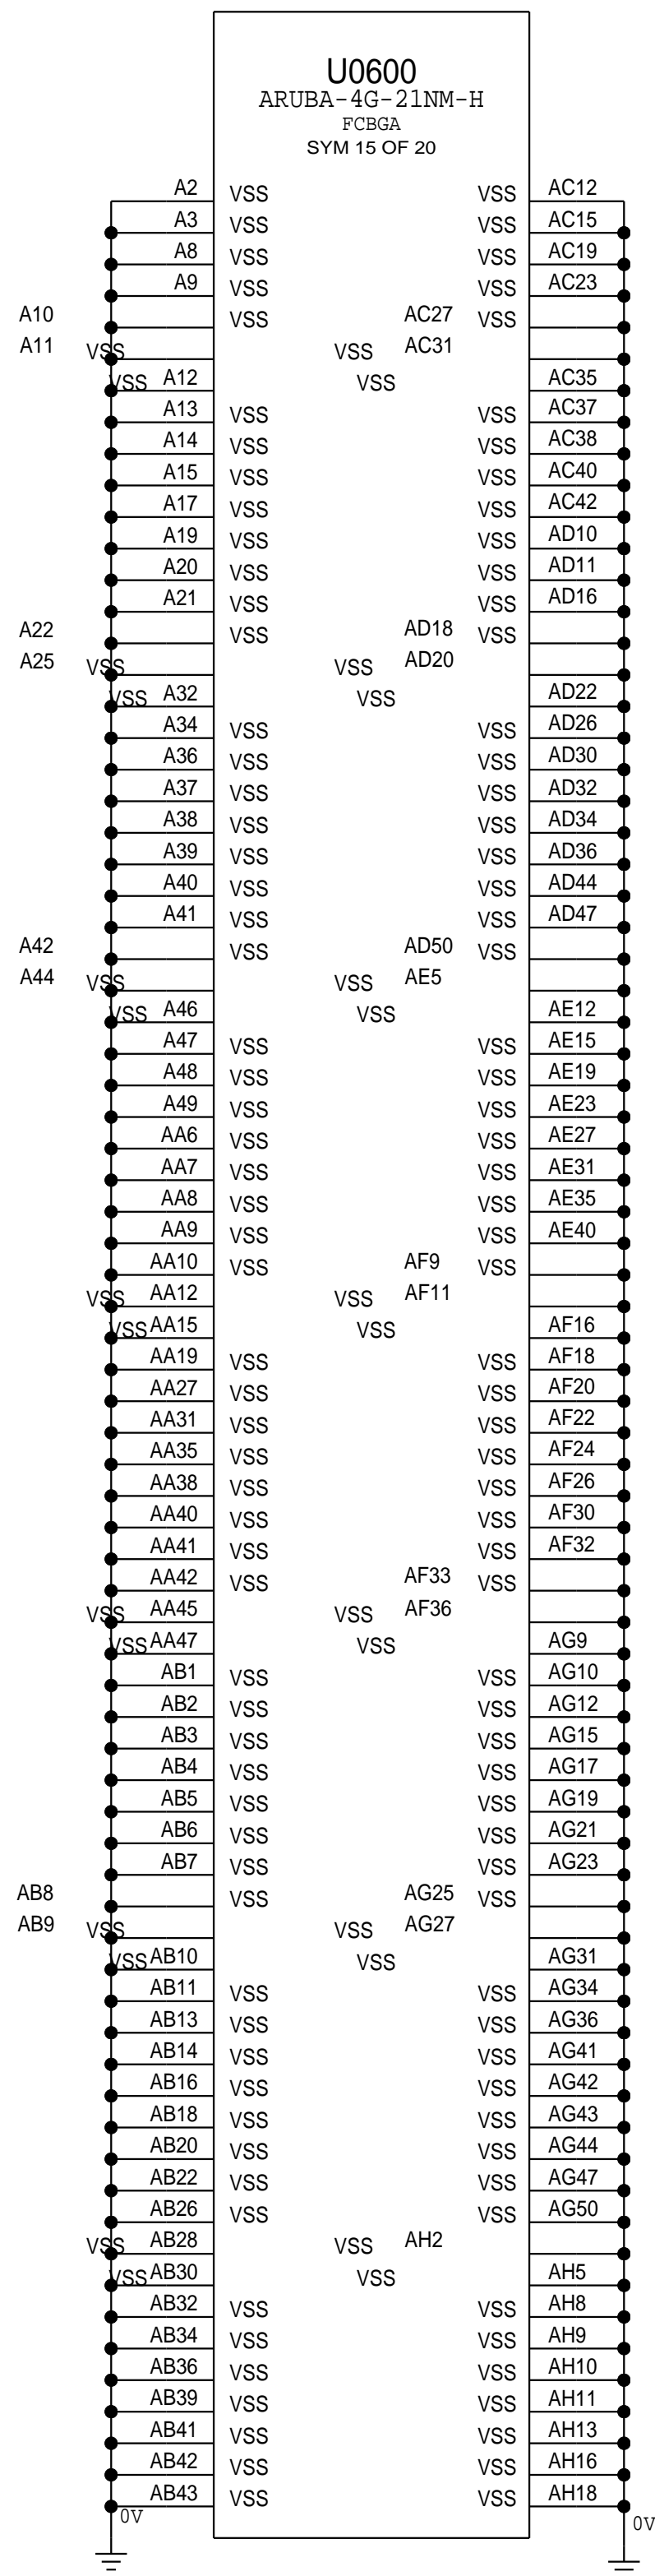 U0600
ARUBA-4G-21NM-H
FCBGA
SYM 15 OF 20
A2 VSS VSS AC12
A3 VSS VSS AC15
A8 VSS VSS AC19
A9 VSS VSS AC23
A10 VSS AC27 VSS
A11 VSS VSS AC31
VSS A12 VSS AC35
A13 VSS VSS AC37
A14 VSS VSS AC38
A15 VSS VSS AC40
A17 VSS VSS AC42
A19 VSS VSS AD10
A20 VSS VSS AD11
A21 VSS VSS AD16
A22 VSS AD18 VSS
A25 VSS VSS AD20
VSS A32 VSS AD22
A34 VSS VSS AD26
A36 VSS VSS AD30
A37 VSS VSS AD32
A38 VSS VSS AD34
A39 VSS VSS AD36
A40 VSS VSS AD44
A41 VSS VSS AD47
A42 VSS AD50 VSS
A44 VSS VSS AE5
VSS A46 VSS AE12
A47 VSS VSS AE15
A48 VSS VSS AE19
A49 VSS VSS AE23
AA6 VSS VSS AE27
AA7 VSS VSS AE31
AA8 VSS VSS AE35
AA9 VSS VSS AE40
AA10 VSS AF9 VSS
VSS AA12 VSS AF11
VSS AA15 VSS AF16
AA19 VSS VSS AF18
AA27 VSS VSS AF20
AA31 VSS VSS AF22
AA35 VSS VSS AF24
AA38 VSS VSS AF26
AA40 VSS VSS AF30
AA41 VSS VSS AF32
AA42 VSS AF33 VSS
VSS AA45 VSS AF36
VSS AA47 VSS AG9
AB1 VSS VSS AG10
AB2 VSS VSS AG12
AB3 VSS VSS AG15
AB4 VSS VSS AG17
AB5 VSS VSS AG19
AB6 VSS VSS AG21
AB7 VSS VSS AG23
AB8 VSS AG25 VSS
AB9 VSS VSS AG27
VSS AB10 VSS AG31
AB11 VSS VSS AG34
AB13 VSS VSS AG36
AB14 VSS VSS AG41
AB16 VSS VSS AG42
AB18 VSS VSS AG43
AB20 VSS VSS AG44
AB22 VSS VSS AG47
AB26 VSS VSS AG50
VSS AB28 VSS AH2
VSS AB30 VSS AH5
AB32 VSS VSS AH8
AB34 VSS VSS AH9
AB36 VSS VSS AH10
AB39 VSS VSS AH11
AB41 VSS VSS AH13
AB42 VSS VSS AH16
AB43 VSS VSS AH18
0V 0V